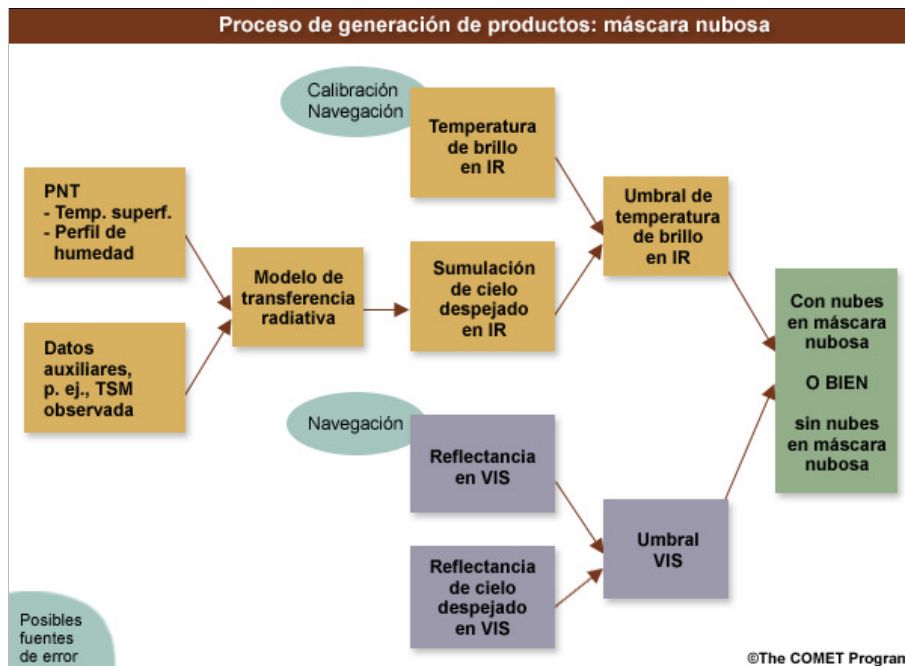 Proceso de generación de productos: máscara nubosa
Calibración
Navegación
Temperatura
de brillo
en IR
PNT
- Temp. superf.
- Perfil de
humedad
Umbral de
temperatura
de brillo
en IR
Modelo de
transferencia
radiativa
Sumulación
de cielo
despejado
en IR
Con nubes
en máscara
nubosa
O BIEN
sin nubes
en máscara
nubosa
Datos
auxiliares,
p. ej., TSM
observada
Navegación
Reflectancia
en VIS
Umbral
VIS
Reflectancia
de cielo
despejado
en VIS
Posibles
fuentes
de error
©The COMET Program